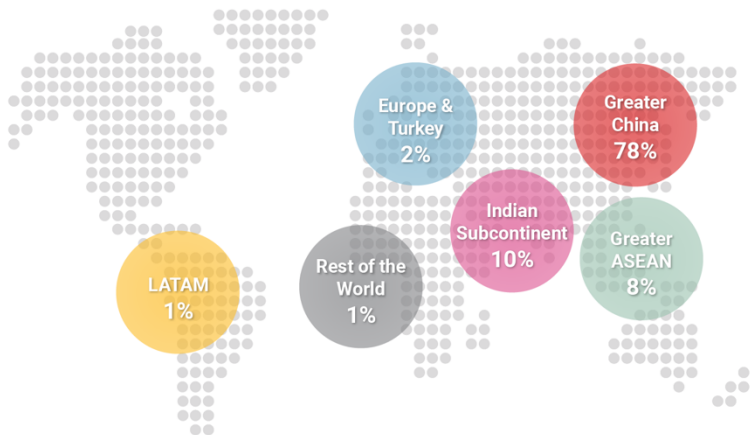 Europe &
Turkey
2%
Greater
China
78%
Indian
Subcontinent
10%
Greater
ASEAN
8%
LATAM
1%
Rest of the
World
1%